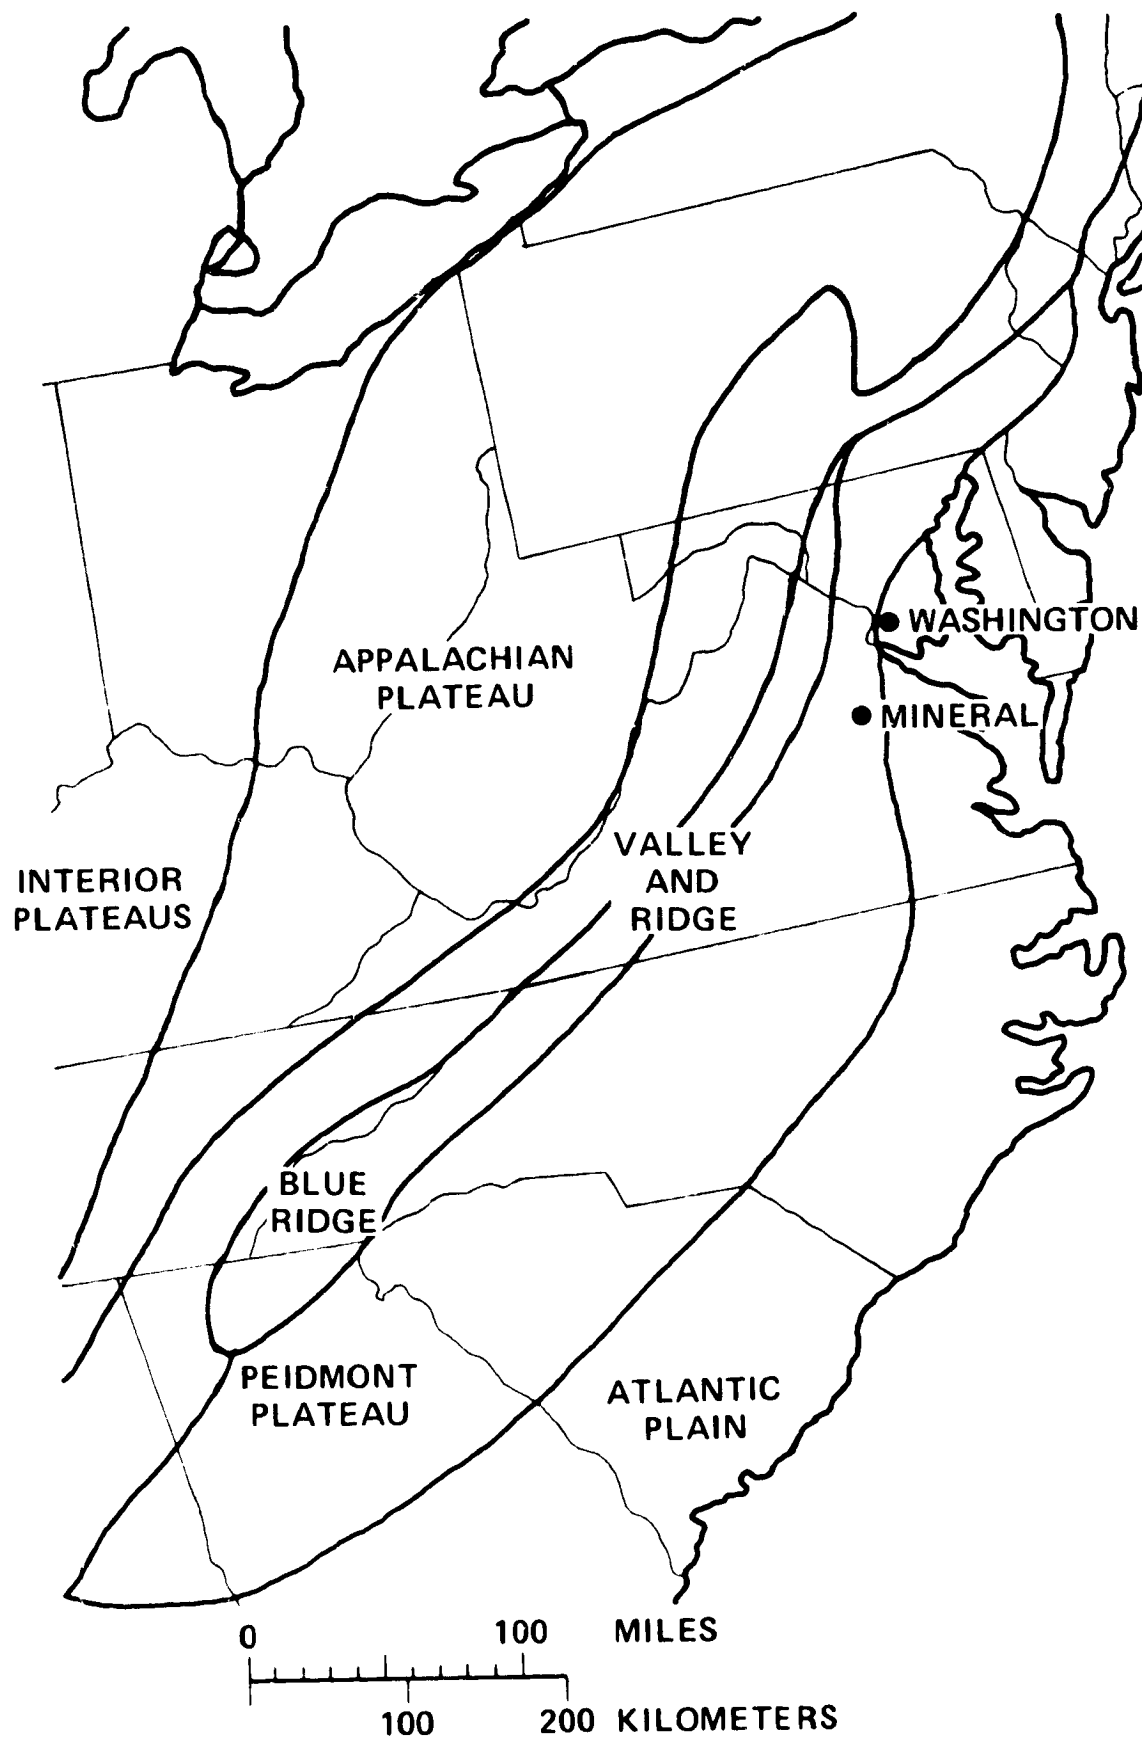 WASHINGTON
APPALACHIAN
PLATEAU
MINERAL
VALLEY
AND
RIDGE
INTERIOR
PLATEAUS
BLUE
RIDGE
PEIDMONT
PLATEAU
ATLANTIC
PLAIN
0 100 MILES
100 200 KILOMETERS